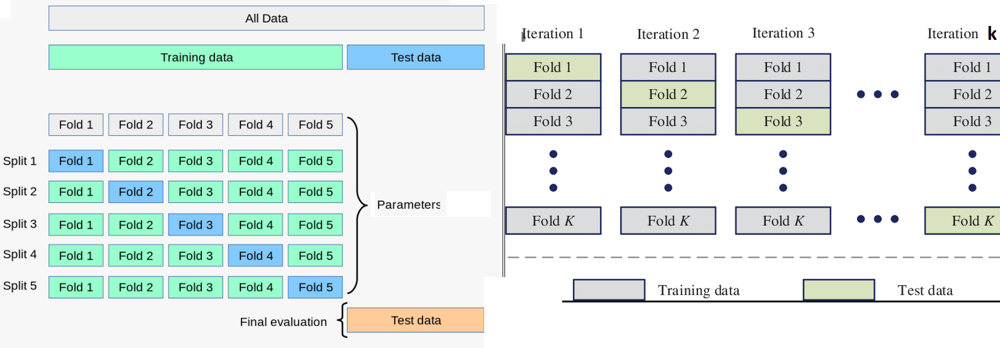 All Data
Training data Test data
Fold 1 Fold 2 Fold 3 Fold 4 Fold 5
Split 1 Fold 1 Fold 2 Fold 3 Fold 4 Fold 5
Split 2 Fold 1 Fold 2 Fold 3 Fold 4 Fold 5
Split 3 Fold 1 Fold 2 Fold 3 Fold 4 Fold 5
Split 4 Fold 1 Fold 2 Fold 3 Fold 4 Fold 5
Split 5 Fold 1 Fold 2 Fold 3 Fold 4 Fold 5
Parameters
Final evaluation Test data
Iteration 1 Iteration 2 Iteration 3 Iteration k
Fold 1 Fold 1 Fold 1 Fold 1
Fold 2 Fold 2 Fold 2 Fold 2
Fold 3 Fold 3 Fold 3 Fold 3
Fold K Fold K Fold K Fold K
Training data Test data